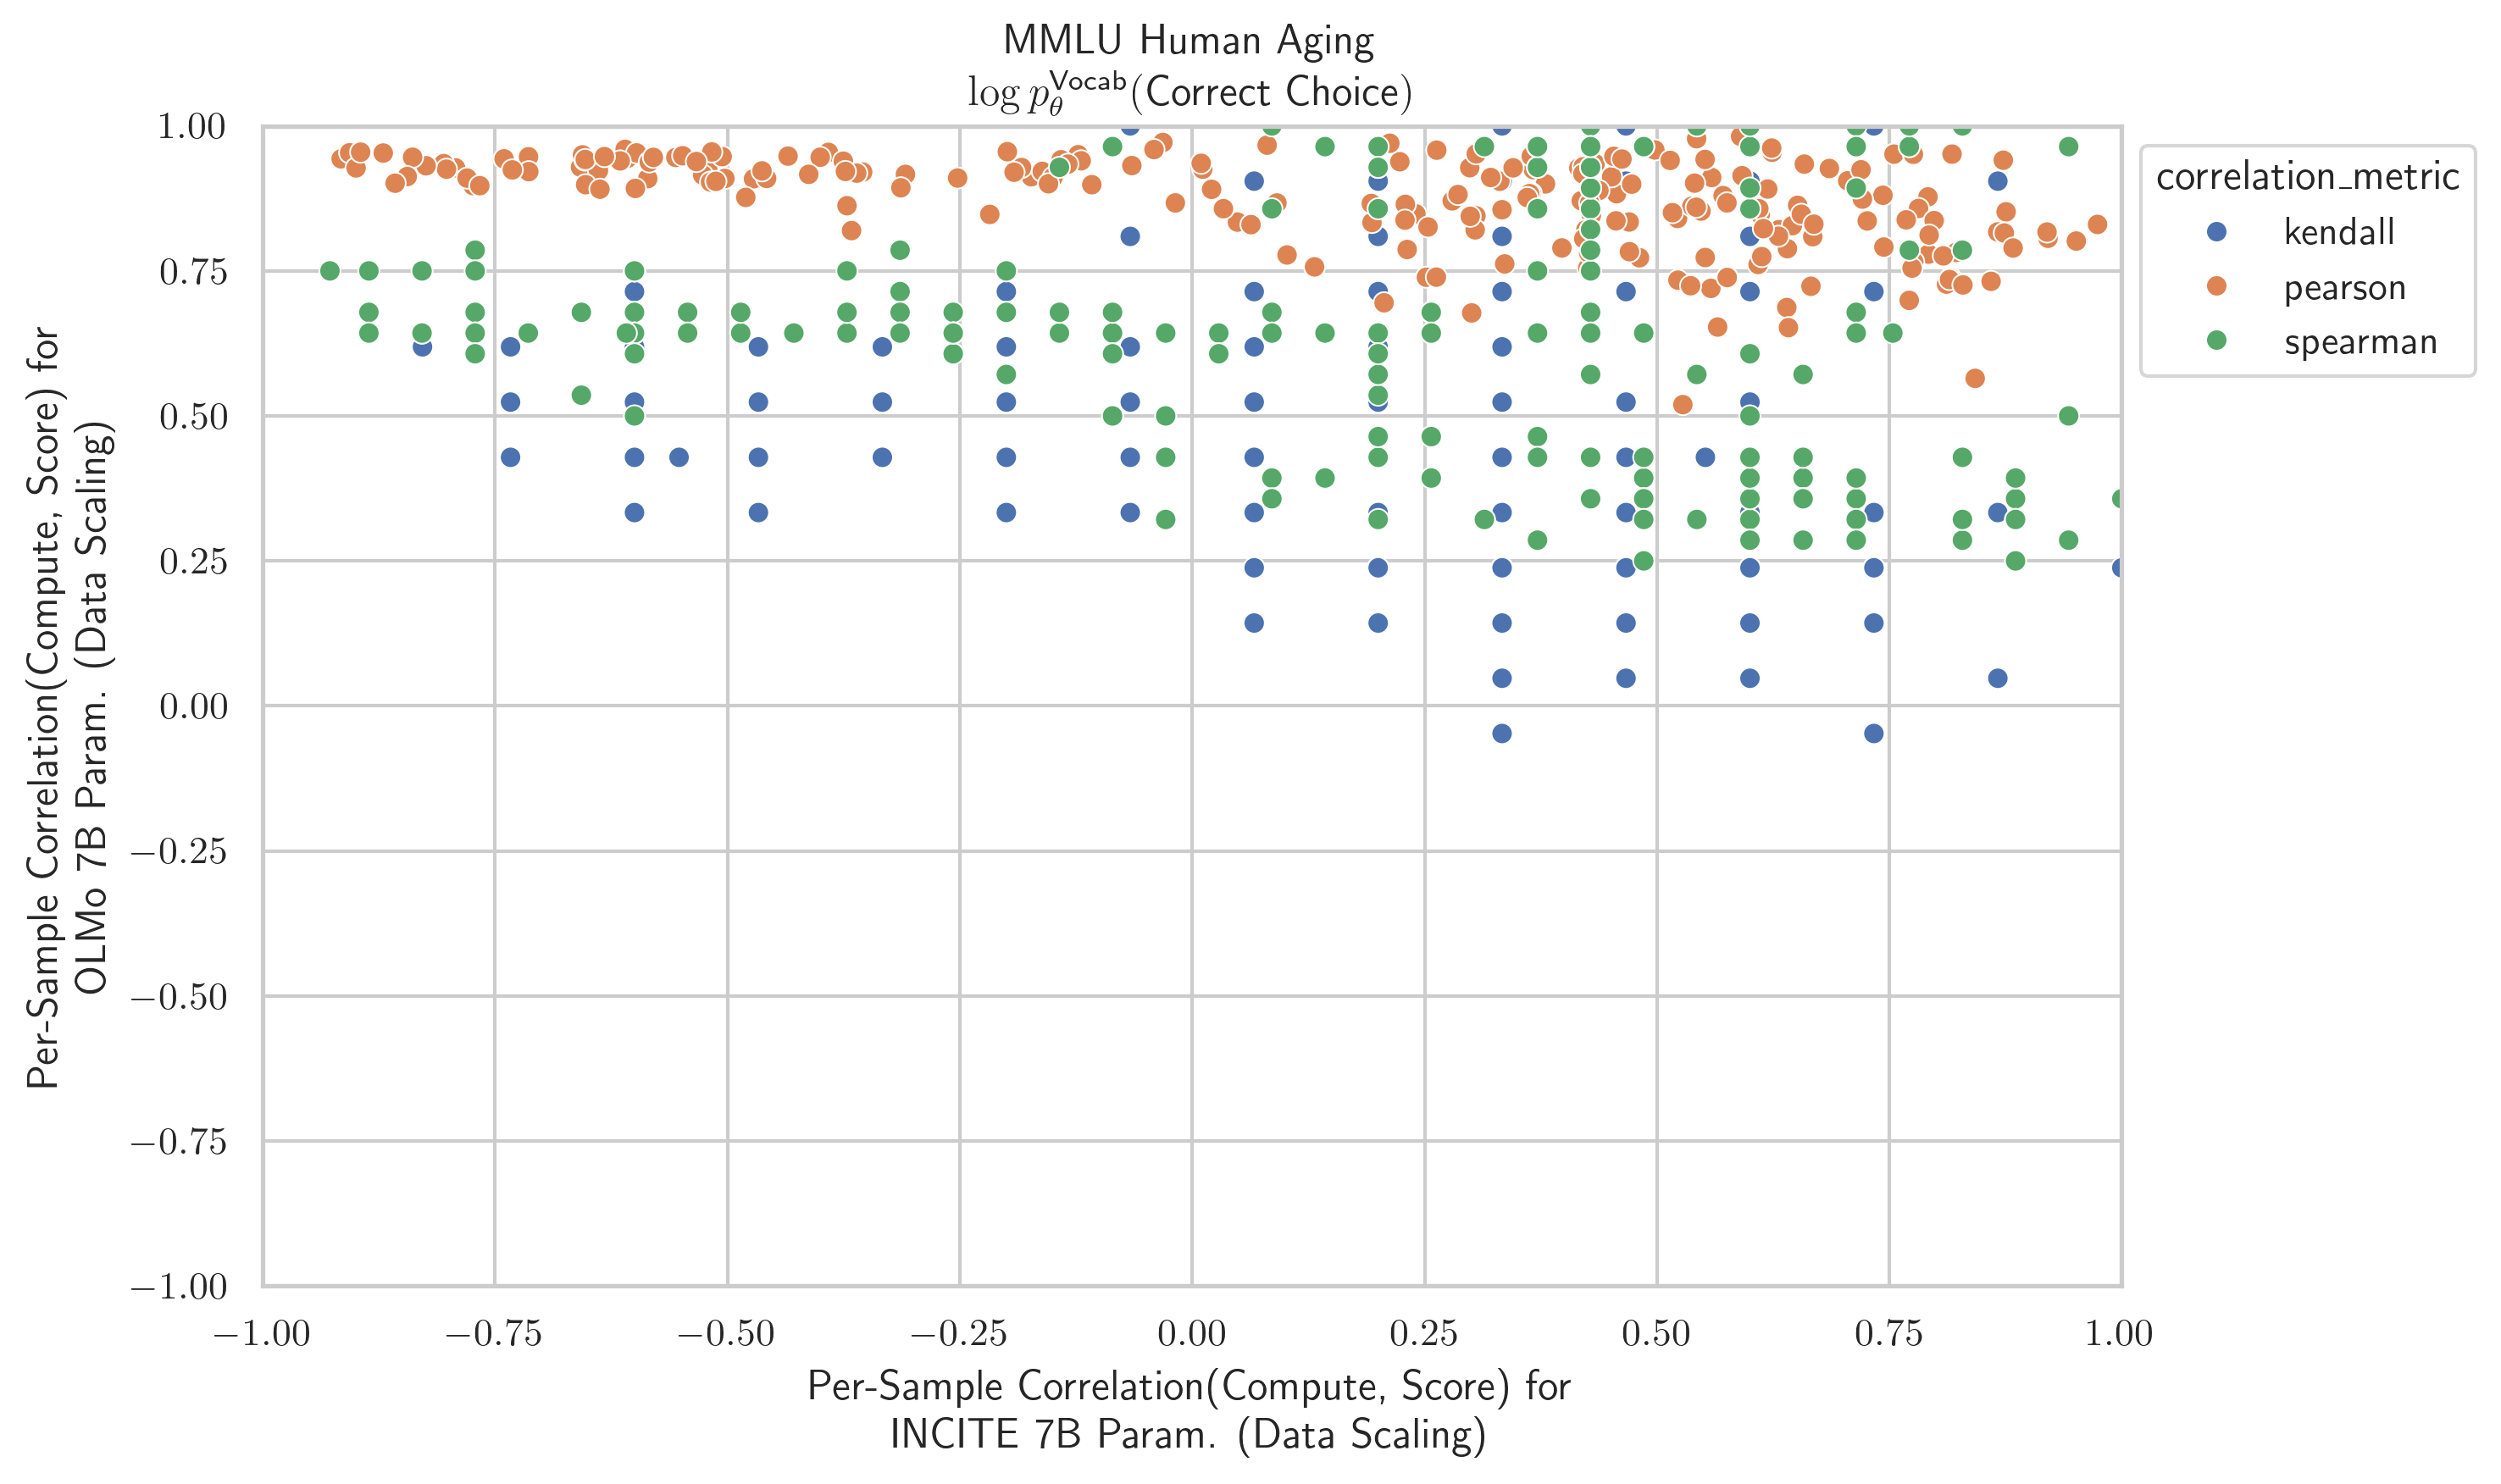 MMLU Human Aging
log p_θ^Vocab(Correct Choice)
Per-Sample Correlation(Compute, Score) for
OLMo 7B Param. (Data Scaling)
1.00
0.75
0.50
0.25
0.00
−0.25
−0.50
−0.75
−1.00
−1.00 −0.75 −0.50 −0.25 0.00 0.25 0.50 0.75 1.00
Per-Sample Correlation(Compute, Score) for
INCITE 7B Param. (Data Scaling)
correlation_metric
kendall
pearson
spearman